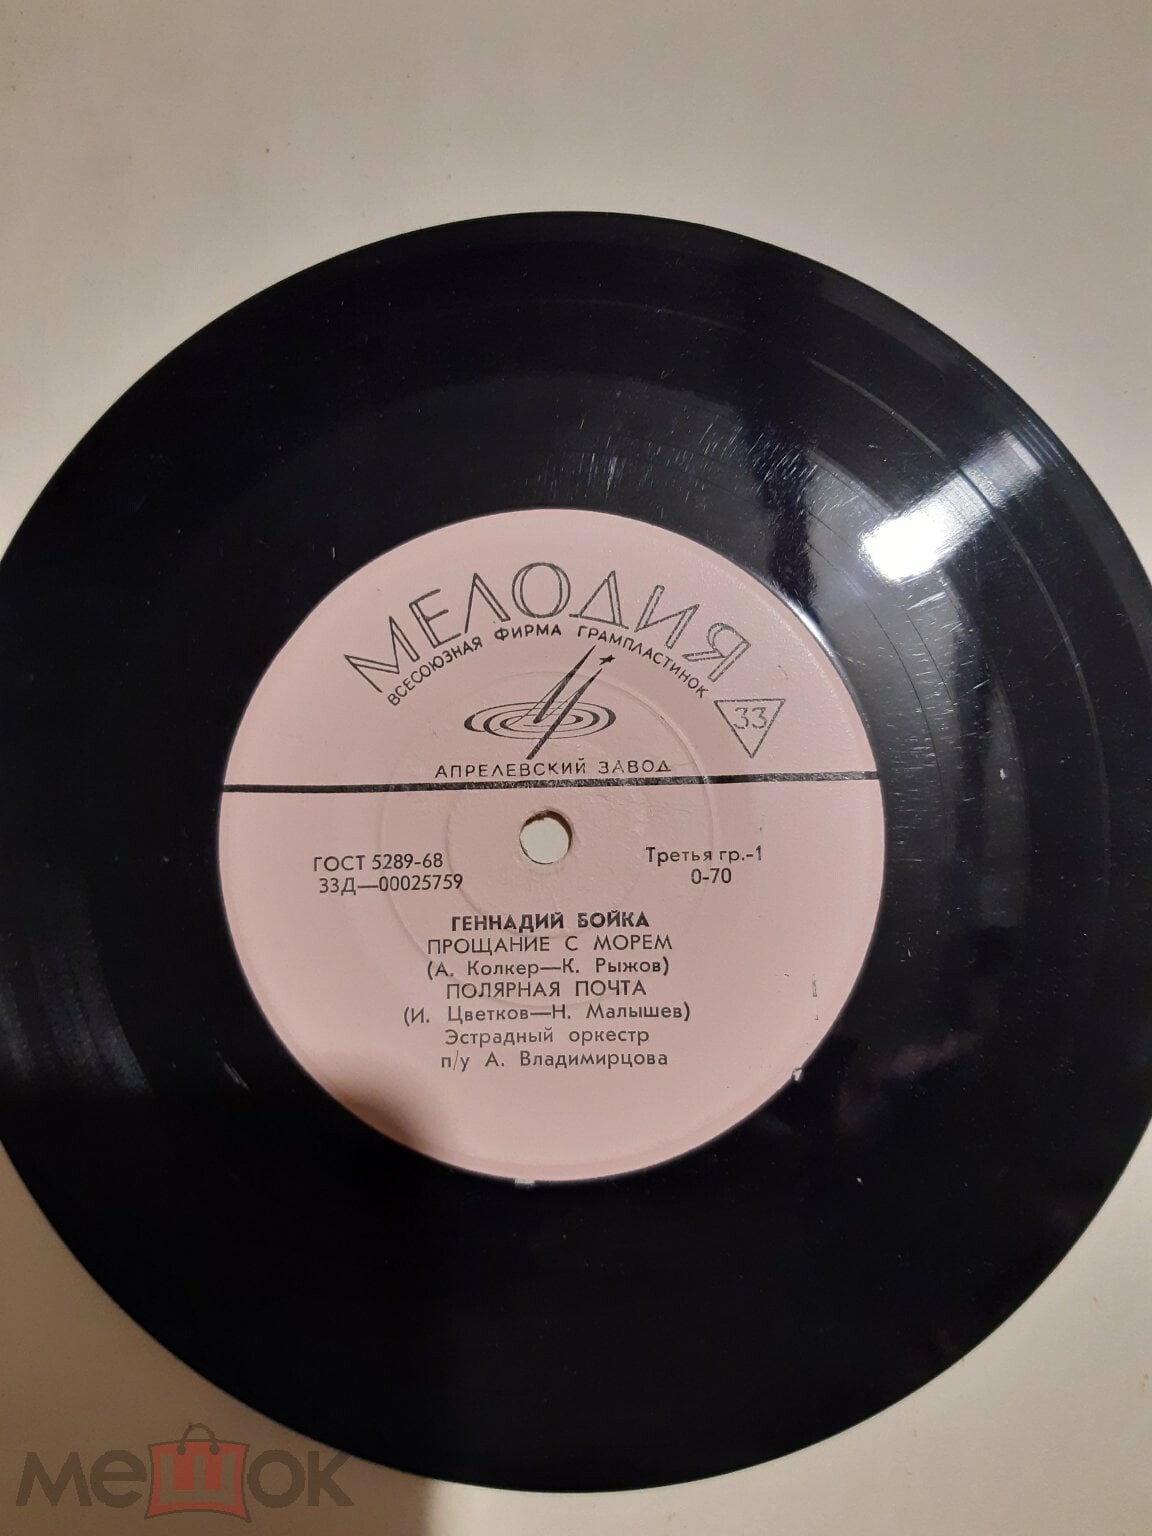 МЕЛОДИЯ
ВСЕСОЮЗНАЯ ФИРМА ГРАМПЛАСТИНОК
33
АПРЕЛЕВСКИЙ ЗАВОД
ГОСТ 5289-68
33Д—00025759
Третья гр.-1
0-70
ГЕННАДИЙ БОЙКА
ПРОЩАНИЕ С МОРЕМ
(А. Колкер—К. Рыжов)
ПОЛЯРНАЯ ПОЧТА
(И. Цветков—Н. Малышев)
Эстрадный оркестр
п/у А. Владимирцова
мешок